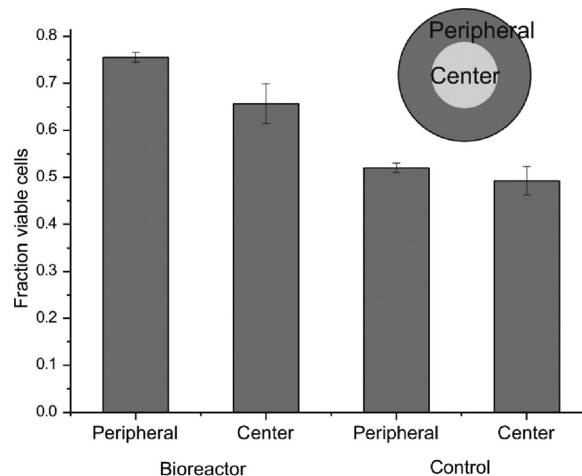 Peripheral
Center
0.8
0.7
0.6
0.5
0.4
0.3
0.2
0.1
0.0
Fraction viable cells
Peripheral Center Peripheral Center
Bioreactor Control